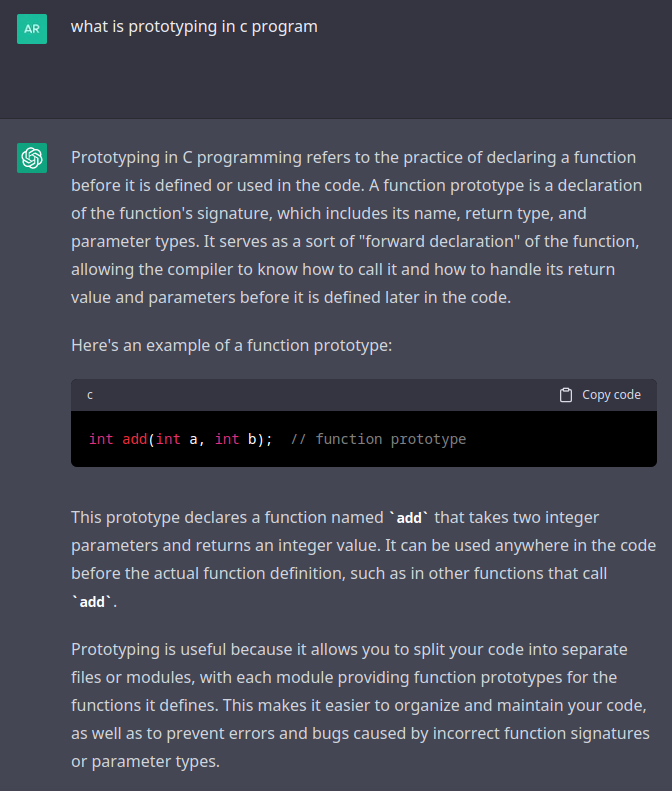 AR
what is prototyping in c program
Prototyping in C programming refers to the practice of declaring a function
before it is defined or used in the code. A function prototype is a declaration
of the function's signature, which includes its name, return type, and
parameter types. It serves as a sort of "forward declaration" of the function,
allowing the compiler to know how to call it and how to handle its return
value and parameters before it is defined later in the code.
Here's an example of a function prototype:
c
Copy code
int add(int a, int b);  // function prototype
This prototype declares a function named `add` that takes two integer
parameters and returns an integer value. It can be used anywhere in the code
before the actual function definition, such as in other functions that call
`add`.
Prototyping is useful because it allows you to split your code into separate
files or modules, with each module providing function prototypes for the
functions it defines. This makes it easier to organize and maintain your code,
as well as to prevent errors and bugs caused by incorrect function signatures
or parameter types.